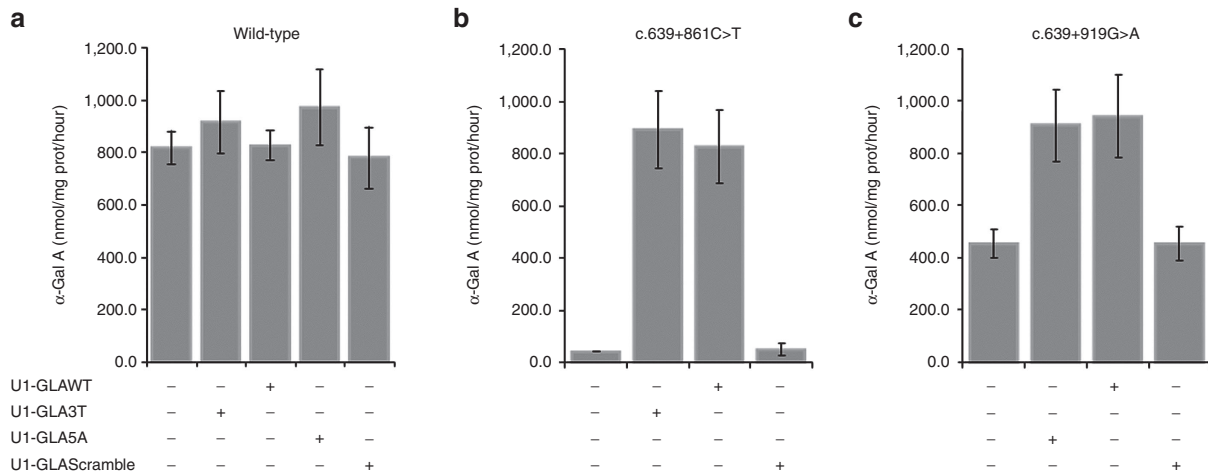 a
Wild-type
α-Gal A (nmol/mg prot/hour)
1,200.0
1,000.0
800.0
600.0
400.0
200.0
0.0
b
c.639+861C>T
α-Gal A (nmol/mg prot/hour)
1,200.0
1,000.0
800.0
600.0
400.0
200.0
0.0
c
c.639+919G>A
α-Gal A (nmol/mg prot/hour)
1,200.0
1,000.0
800.0
600.0
400.0
200.0
0.0
U1-GLAWT – – + – – – – + – – – + –
U1-GLA3T – + – – – – + – – – – – –
U1-GLA5A – – – + – – – – – – + – –
U1-GLAScramble – – – – + – – – + – – – +